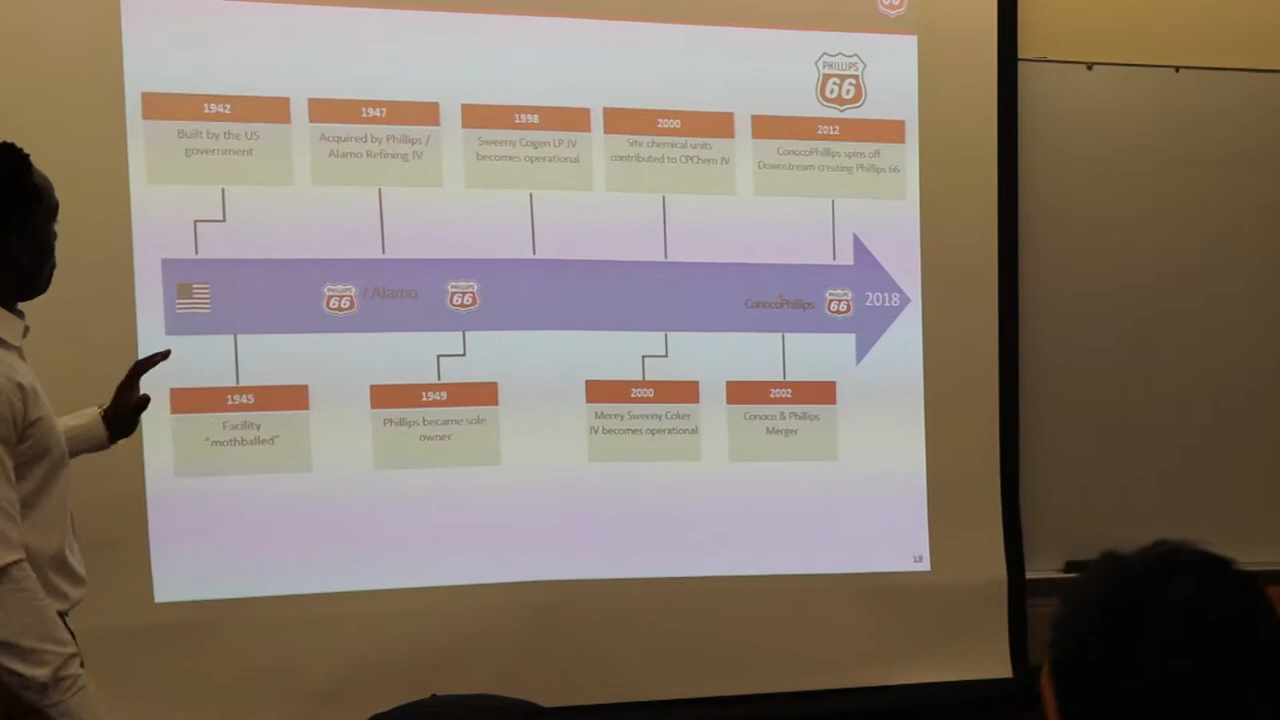 PHILLIPS
66
1942
Built by the US
government
1947
Acquired by Phillips /
Alamo Refining JV
1998
Sweeny Cogen LP JV
becomes operational
2000
Site chemical units
contributed to CPChem JV
2012
ConocoPhillips spins off
Downstream creating Phillips 66
PHILLIPS
66
/ Alamo
PHILLIPS
66
ConocoPhillips
PHILLIPS
66
2018
1945
Facility
"mothballed"
1949
Phillips became sole
owner
2000
Merey Sweeny Coker
JV becomes operational
2002
Conoco & Phillips
Merger
18